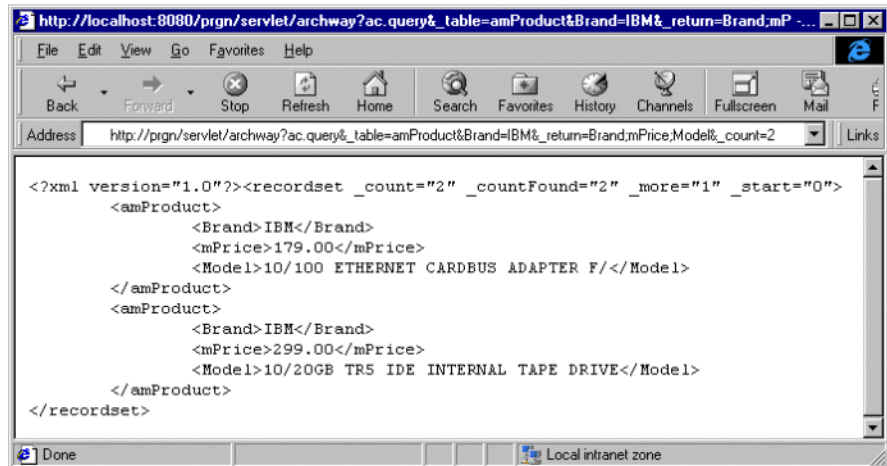 http://localhost:8080/prgn/servlet/archway?ac.query&_table=amProduct&Brand=IBM&_return=Brand;mP -...
File Edit View Go Favorites Help
Back Forward Stop Refresh Home Search Favorites History Channels Fullscreen Mail F
Address http://prgn/servlet/archway?ac.query&_table=amProduct&Brand=IBM&_return=Brand;mPrice;Model&_count=2 Links
<?xml version="1.0"?><recordset _count="2" _countFound="2" _more="1" _start="0">
<amProduct>
<Brand>IBM</Brand>
<mPrice>179.00</mPrice>
<Model>10/100 ETHERNET CARDBUS ADAPTER F/</Model>
</amProduct>
<amProduct>
<Brand>IBM</Brand>
<mPrice>299.00</mPrice>
<Model>10/20GB TR5 IDE INTERNAL TAPE DRIVE</Model>
</amProduct>
</recordset>
Done Local intranet zone